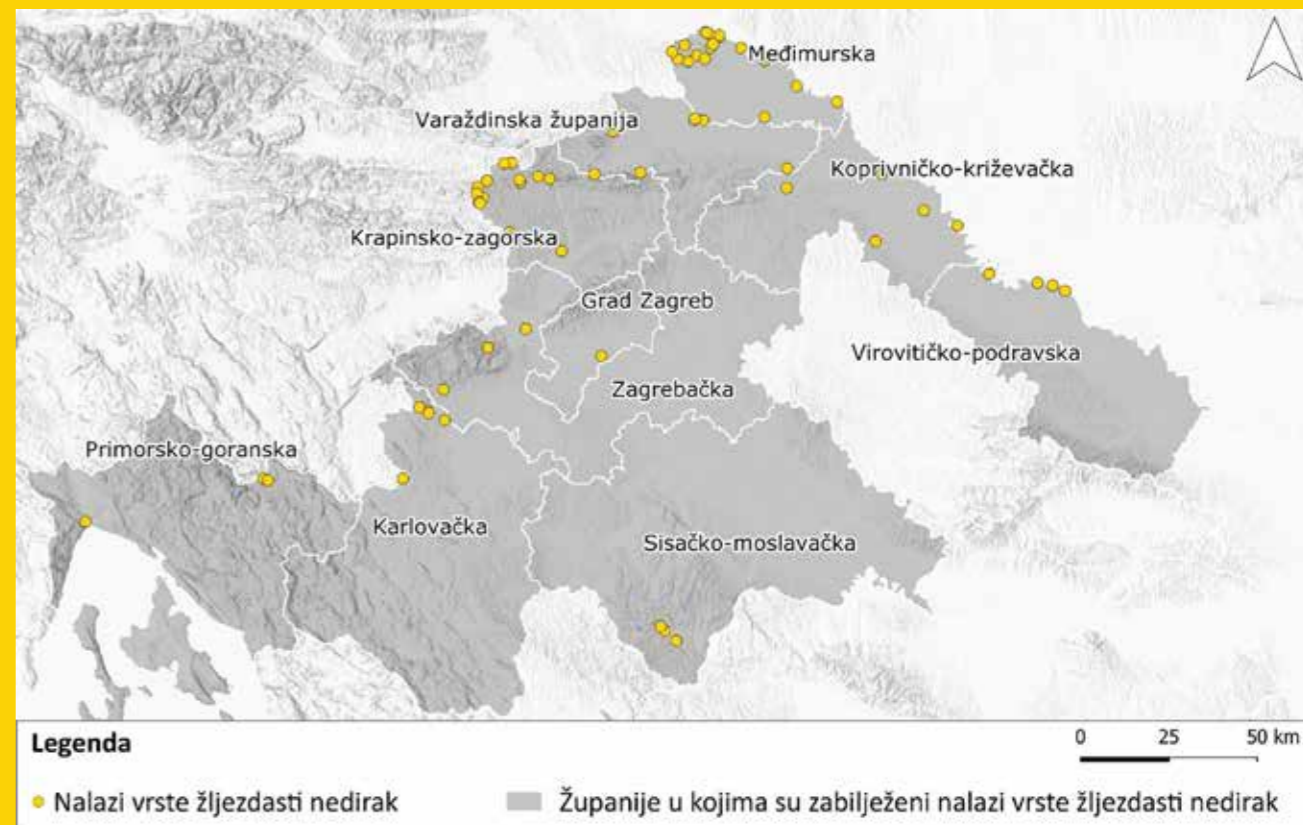 Međimurska
Varaždinska županija
Koprivničko-križevačka
Krapinsko-zagorska
Grad Zagreb
Virovitičko-podravska
Zagrebačka
Primorsko-goranska
Karlovačka
Sisačko-moslavačka
Legenda
0 25 50 km
Nalazi vrste žljezdasti nedirak
Županije u kojima su zabilježeni nalazi vrste žljezdasti nedirak